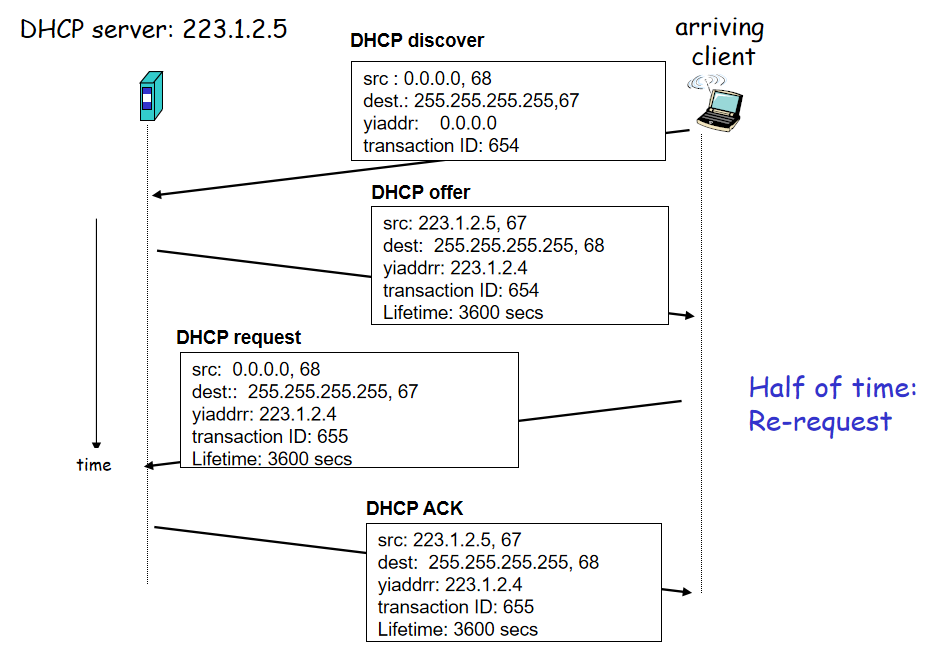 DHCP server: 223.1.2.5
arriving
client
DHCP discover
src : 0.0.0.0, 68
dest.: 255.255.255.255,67
yiaddr: 0.0.0.0
transaction ID: 654
DHCP offer
src: 223.1.2.5, 67
dest: 255.255.255.255, 68
yiaddrr: 223.1.2.4
transaction ID: 654
Lifetime: 3600 secs
DHCP request
src: 0.0.0.0, 68
dest:: 255.255.255.255, 67
yiaddrr: 223.1.2.4
transaction ID: 655
Lifetime: 3600 secs
Half of time:
Re-request
time
DHCP ACK
src: 223.1.2.5, 67
dest: 255.255.255.255, 68
yiaddrr: 223.1.2.4
transaction ID: 655
Lifetime: 3600 secs